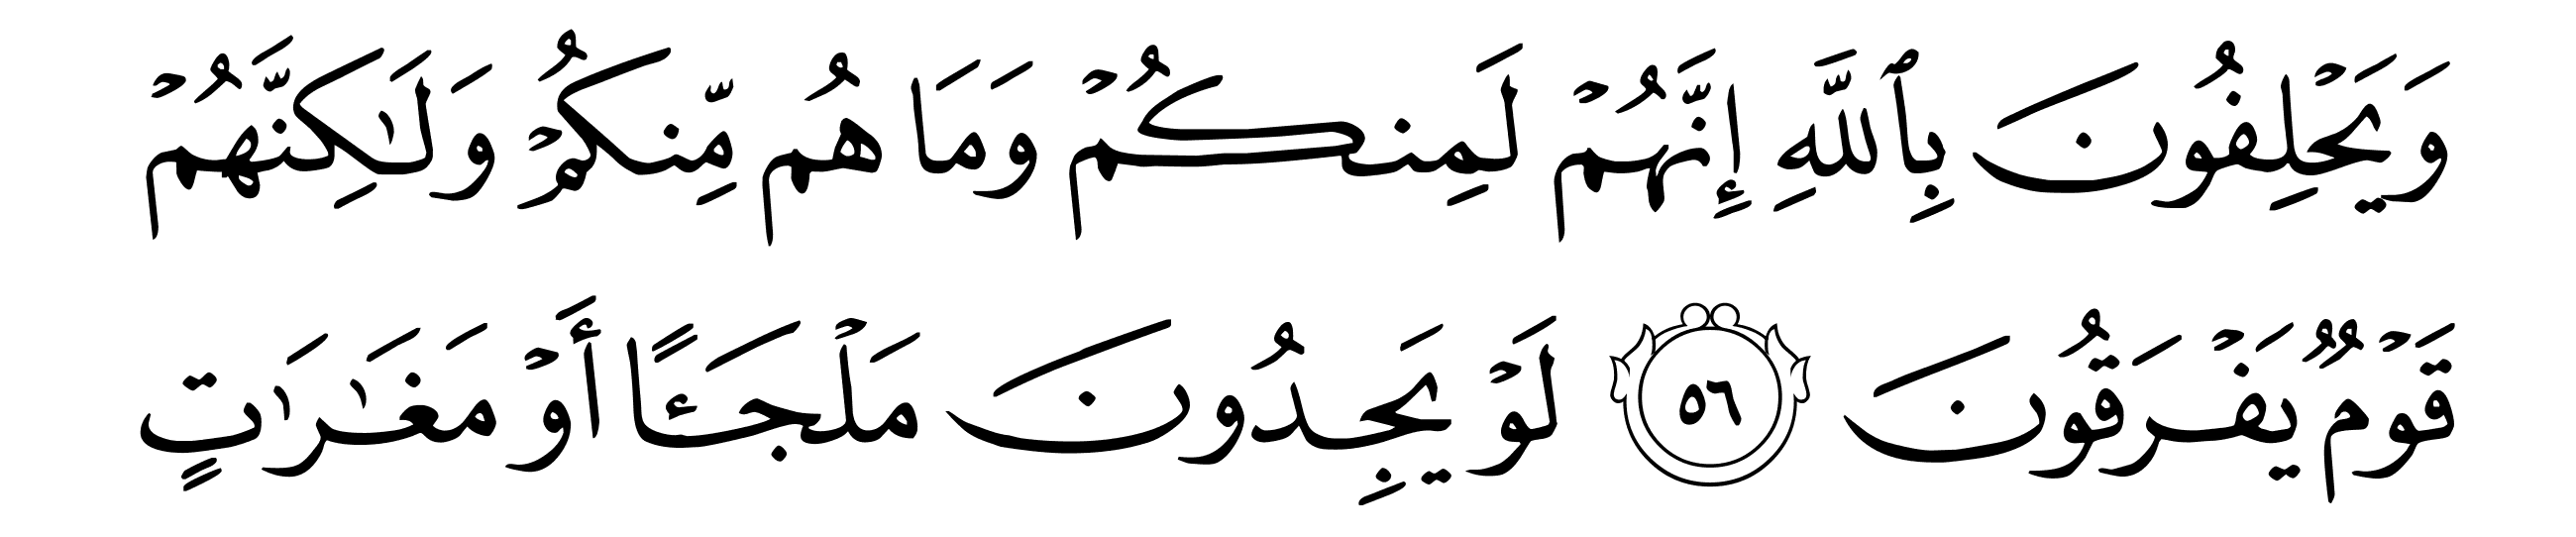 وَيَحْلِفُونَ بِٱللَّهِ إِنَّهُمْ لَمِنكُمْ وَمَا هُم مِّنكُمْ وَلَـٰكِنَّهُمْ
قَوْمٌ يَفْرَقُونَ ٥٦ لَوْ يَجِدُونَ مَلْجَـًٔا أَوْ مَغَـٰرَٰتٍ